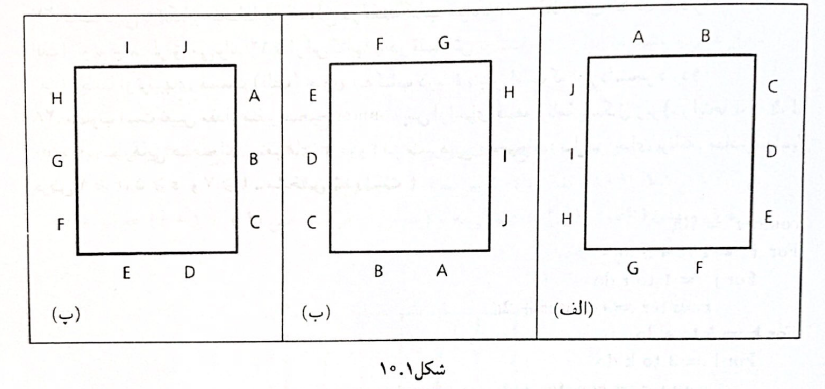 A B
J C
I D
H E
G F
(الف)
F G
E H
D I
C J
B A
(ب)
I J
H A
G B
F C
E D
(پ)
شکل ۱۰.۱